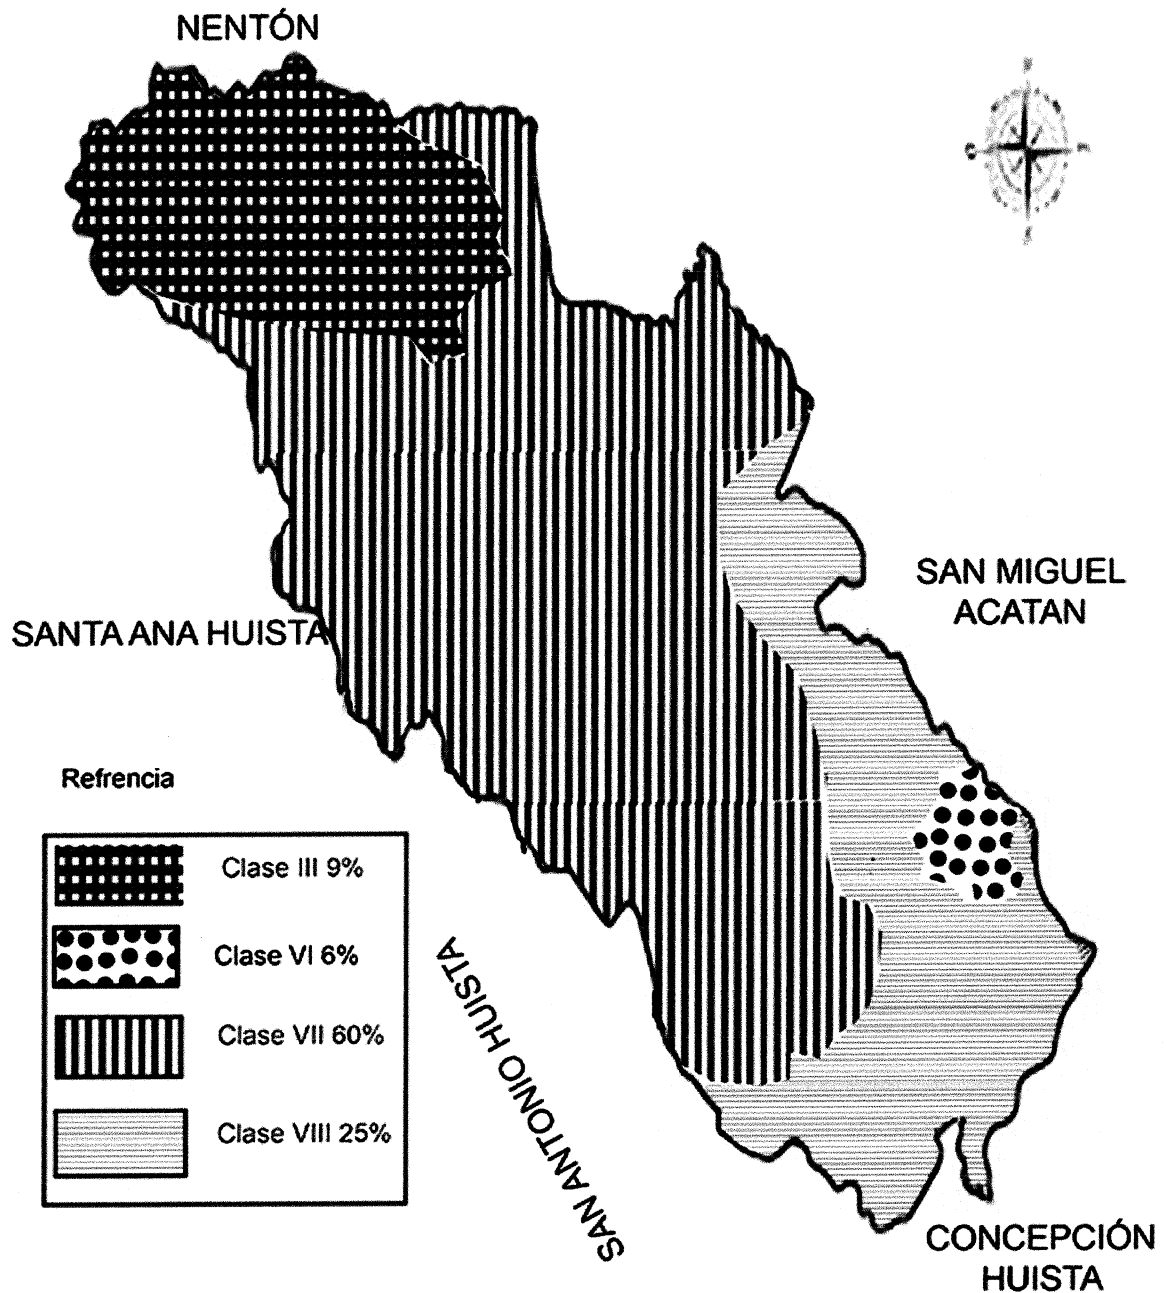 NENTÓN
SAN MIGUEL
ACATAN
SANTA ANA HUISTA
Refrencia
Clase III 9%
Clase VI 6%
Clase VII 60%
Clase VIII 25%
SAN ANTONIO HUISTA
CONCEPCIÓN
HUISTA